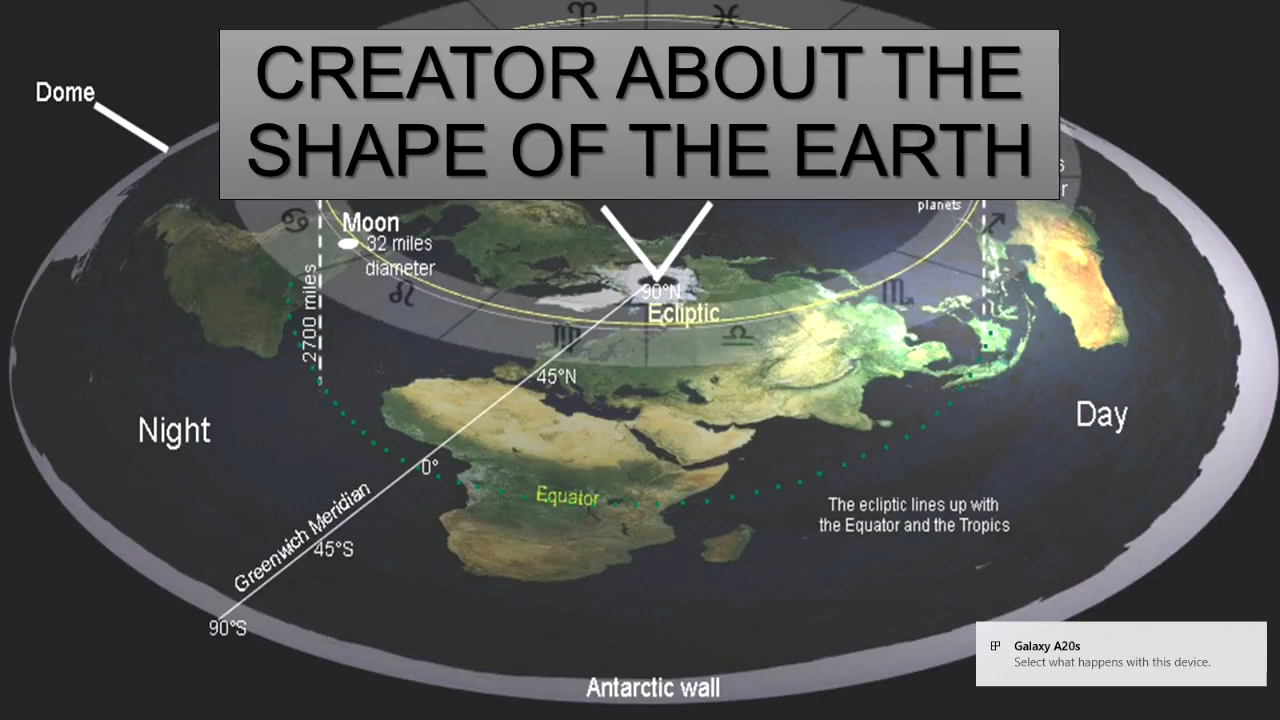 CREATOR ABOUT THE
SHAPE OF THE EARTH
Dome
planets
Moon
32 miles
diameter
2700 miles
90°N
Ecliptic
45°N
Night
Day
0°
Equator
The ecliptic lines up with
the Equator and the Tropics
Greenwich Meridian
45°S
90°S
Antarctic wall
Galaxy A20s
Select what happens with this device.